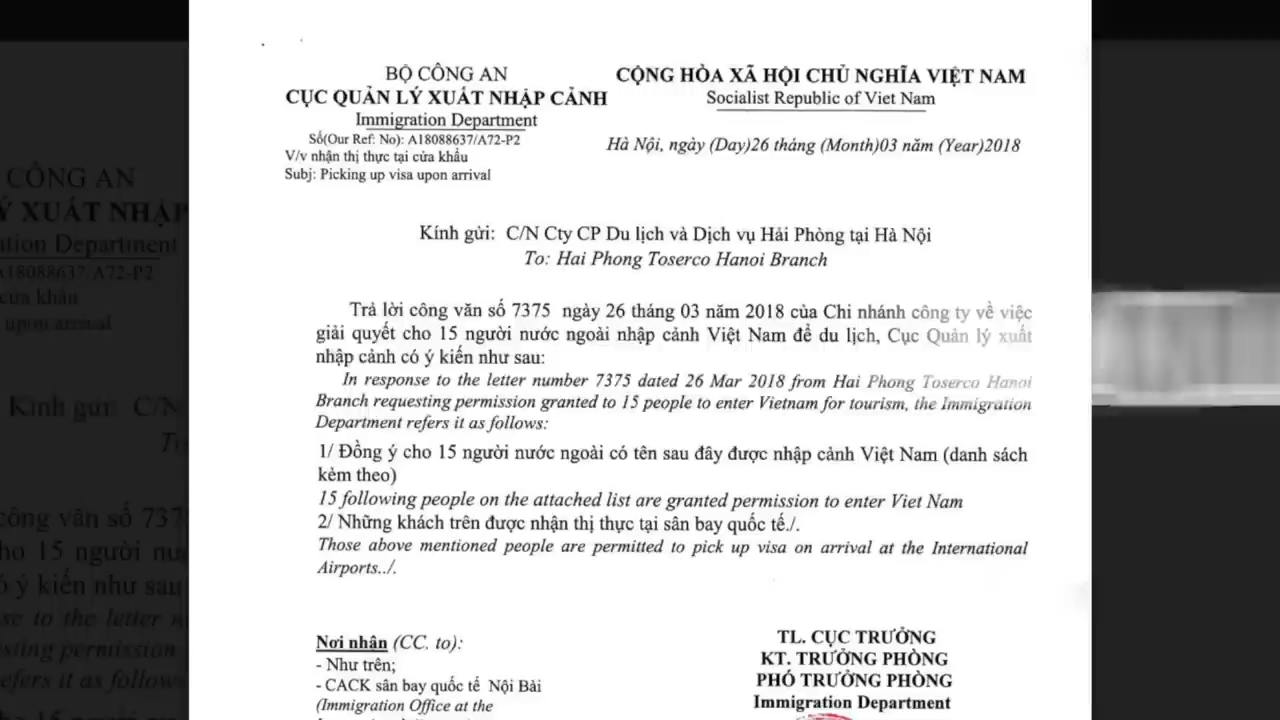 BỘ CÔNG AN
CỤC QUẢN LÝ XUẤT NHẬP CẢNH
Immigration Department
Số(Our Ref: No): A18088637/A72-P2
V/v nhận thị thực tại cửa khẩu
Subj: Picking up visa upon arrival
CỘNG HÒA XÃ HỘI CHỦ NGHĨA VIỆT NAM
Socialist Republic of Viet Nam
Hà Nội, ngày (Day)26 tháng (Month)03 năm (Year)2018
Kính gửi: C/N Cty CP Du lịch và Dịch vụ Hải Phòng tại Hà Nội
To: Hai Phong Toserco Hanoi Branch
Trả lời công văn số 7375 ngày 26 tháng 03 năm 2018 của Chi nhánh công ty về việc
giải quyết cho 15 người nước ngoài nhập cảnh Việt Nam để du lịch, Cục Quản lý xuất
nhập cảnh có ý kiến như sau:
In response to the letter number 7375 dated 26 Mar 2018 from Hai Phong Toserco Hanoi
Branch requesting permission granted to 15 people to enter Vietnam for tourism, the Immigration
Department refers it as follows:
1/ Đồng ý cho 15 người nước ngoài có tên sau đây được nhập cảnh Việt Nam (danh sách
kèm theo)
15 following people on the attached list are granted permission to enter Viet Nam
2/ Những khách trên được nhận thị thực tại sân bay quốc tế./.
Those above mentioned people are permitted to pick up visa on arrival at the International
Airports../.
Nơi nhận (CC. to):
- Như trên;
- CACK sân bay quốc tế Nội Bài
(Immigration Office at the
TL. CỤC TRƯỞNG
KT. TRƯỞNG PHÒNG
PHÓ TRƯỞNG PHÒNG
Immigration Department